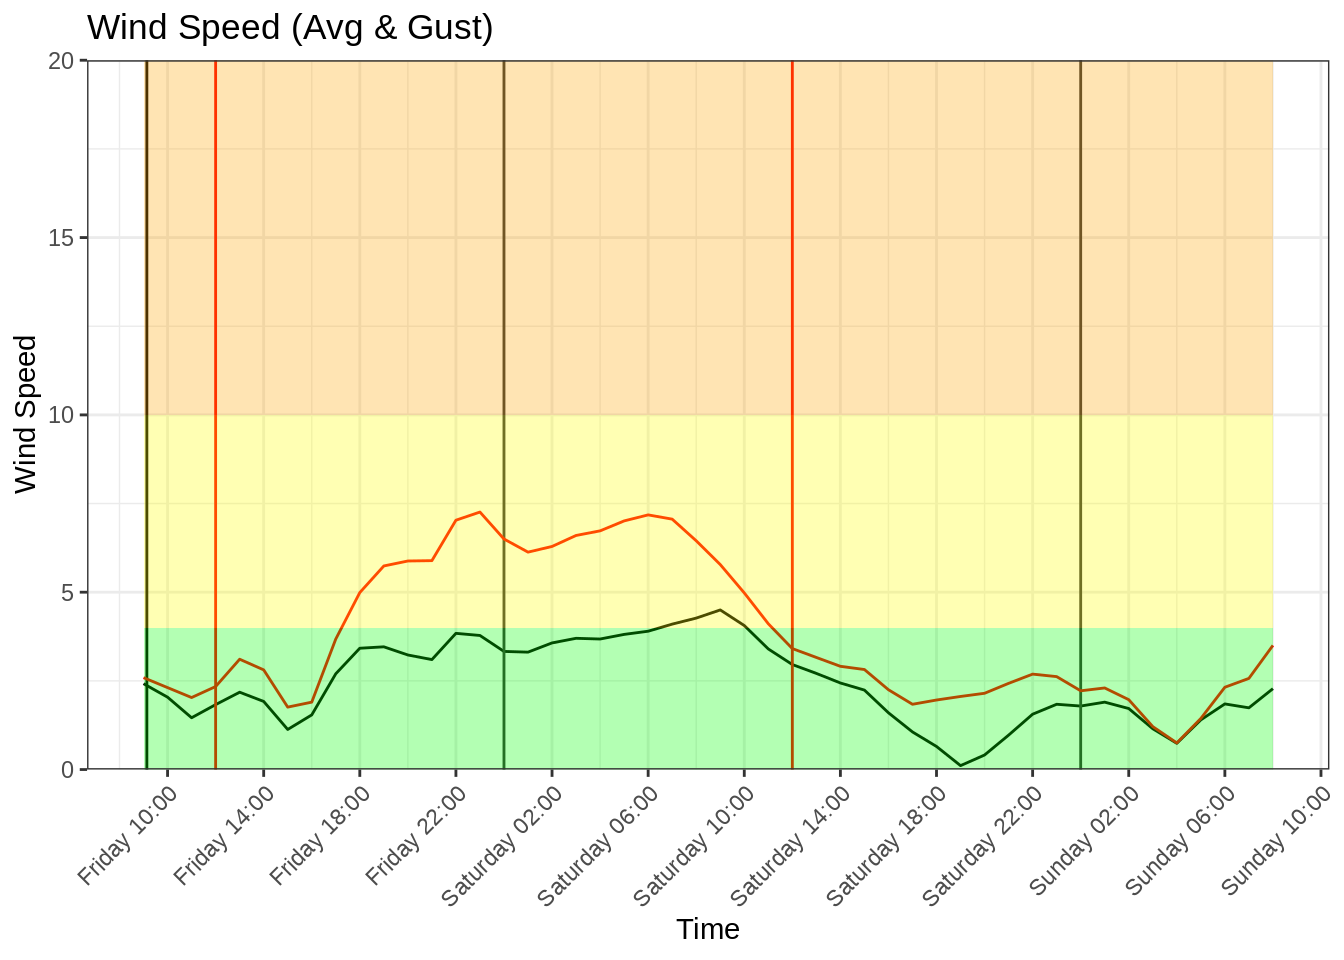 Wind Speed (Avg & Gust)
20
15
10
5
0
Wind Speed
Friday 10:00
Friday 14:00
Friday 18:00
Friday 22:00
Saturday 02:00
Saturday 06:00
Saturday 10:00
Saturday 14:00
Saturday 18:00
Saturday 22:00
Sunday 02:00
Sunday 06:00
Sunday 10:00
Time